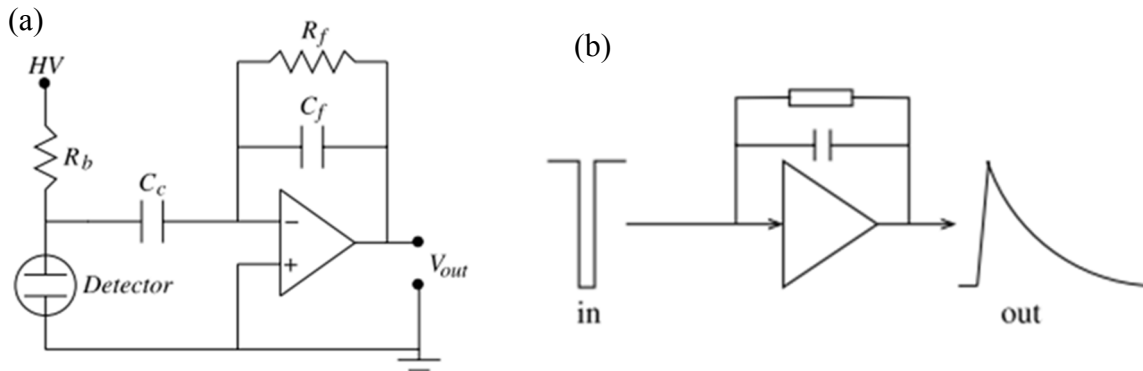 (a)
HV
R_b
C_c
R_f
C_f
−
+
Detector
V_out
(b)
in
out